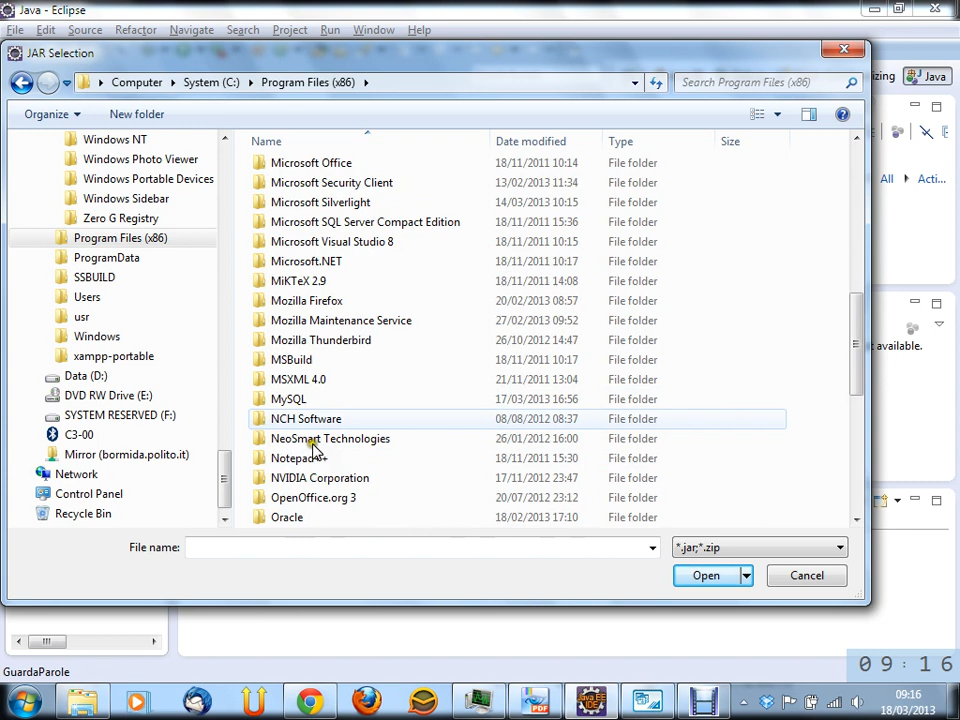 Java - Eclipse
File Edit Source Refactor Navigate Search Project Run Window Help
JAR Selection
Computer System (C:) Program Files (x86) Search Program Files (x86)
Organize New folder
izing Java
Name Date modified Type Size
Windows NT
Windows Photo Viewer
Windows Portable Devices
Windows Sidebar
Zero G Registry
Program Files (x86)
ProgramData
SSBUILD
Users
usr
Windows
xampp-portable
Data (D:)
DVD RW Drive (E:)
SYSTEM RESERVED (F:)
C3-00
Mirror (bormida.polito.it)
Network
Control Panel
Recycle Bin
Microsoft Office 18/11/2011 10:14 File folder
Microsoft Security Client 13/02/2013 11:34 File folder
Microsoft Silverlight 14/03/2013 10:15 File folder
Microsoft SQL Server Compact Edition 18/11/2011 15:36 File folder
Microsoft Visual Studio 8 18/11/2011 10:15 File folder
Microsoft.NET 18/11/2011 10:17 File folder
MiKTeX 2.9 18/11/2011 14:08 File folder
Mozilla Firefox 20/02/2013 08:57 File folder
Mozilla Maintenance Service 27/02/2013 09:52 File folder
Mozilla Thunderbird 26/10/2012 14:47 File folder
MSBuild 18/11/2011 10:17 File folder
MSXML 4.0 21/11/2011 13:04 File folder
MySQL 17/03/2013 16:56 File folder
NCH Software 08/08/2012 08:37 File folder
NeoSmart Technologies 26/01/2012 16:00 File folder
Notepad++ 18/11/2011 15:30 File folder
NVIDIA Corporation 17/11/2012 23:47 File folder
OpenOffice.org 3 20/07/2012 23:12 File folder
Oracle 18/02/2013 17:10 File folder
All Acti...
t available.
File name: *.jar;*.zip
Open Cancel
GuardaParole
09:16
PDF
Java EE
IDE
09:16
18/03/2013